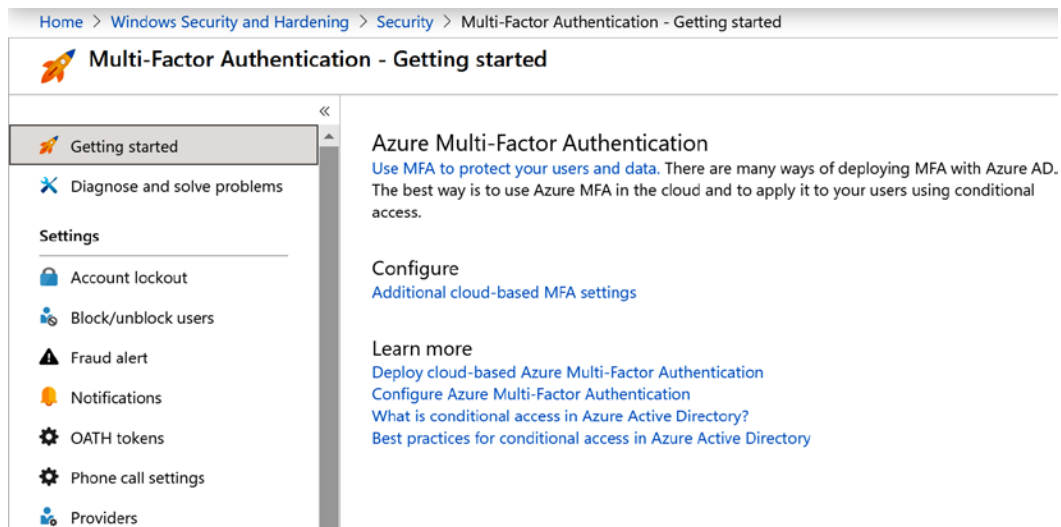 Home > Windows Security and Hardening > Security > Multi-Factor Authentication - Getting started
Multi-Factor Authentication - Getting started
«
Getting started
Diagnose and solve problems
Settings
Account lockout
Block/unblock users
Fraud alert
Notifications
OATH tokens
Phone call settings
Providers
Azure Multi-Factor Authentication
Use MFA to protect your users and data. There are many ways of deploying MFA with Azure AD.
The best way is to use Azure MFA in the cloud and to apply it to your users using conditional
access.
Configure
Additional cloud-based MFA settings
Learn more
Deploy cloud-based Azure Multi-Factor Authentication
Configure Azure Multi-Factor Authentication
What is conditional access in Azure Active Directory?
Best practices for conditional access in Azure Active Directory